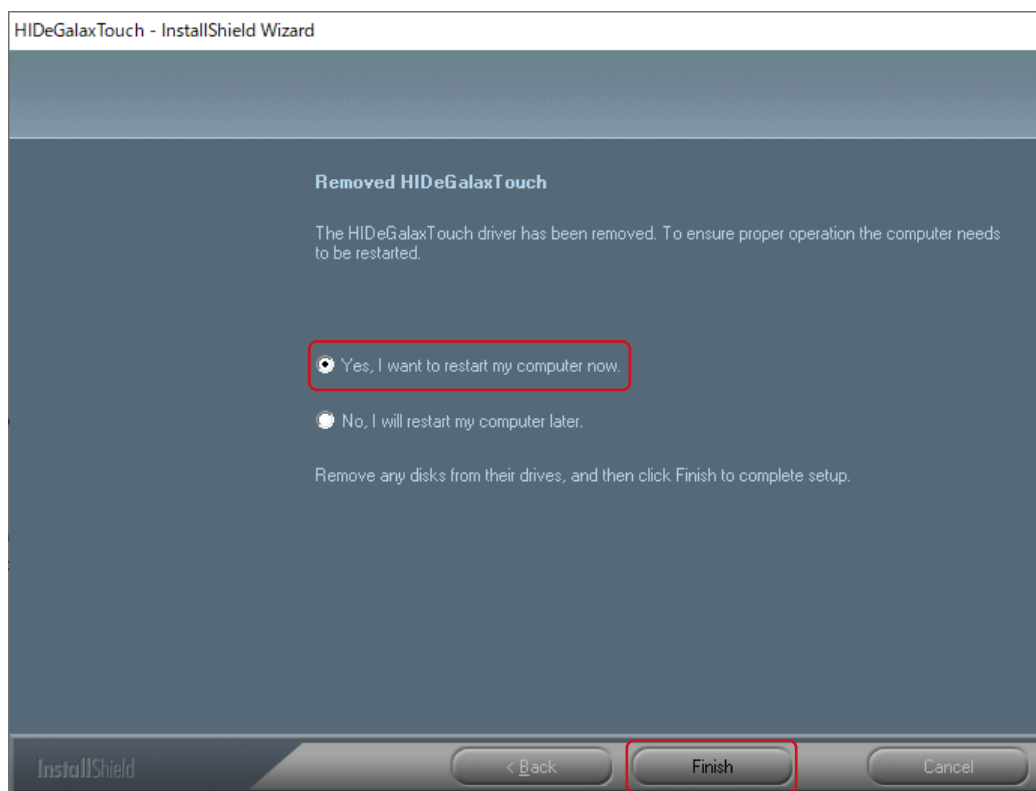 HIDeGalaxTouch - InstallShield Wizard
Removed HIDeGalaxTouch
The HIDeGalaxTouch driver has been removed. To ensure proper operation the computer needs
to be restarted.
Yes, I want to restart my computer now.
No, I will restart my computer later.
Remove any disks from their drives, and then click Finish to complete setup.
InstallShield
< Back
Finish
Cancel